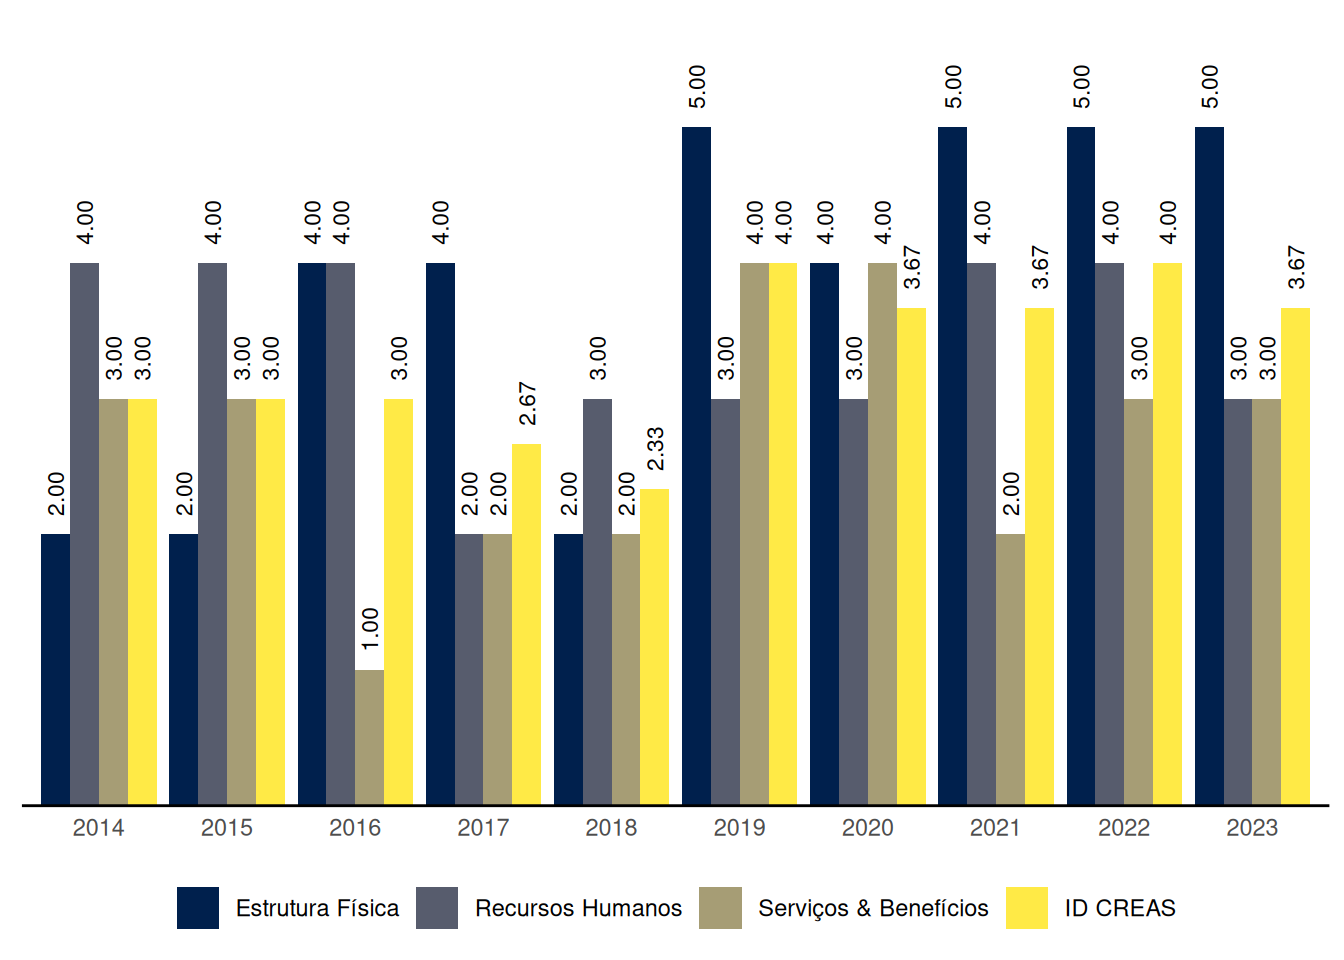 5.00 5.00 5.00 5.00
4.00 4.00 4.00 4.00 4.00 4.00 4.00 4.00 4.00 4.00 4.00 4.00
3.67 3.67 3.67
3.00 3.00 3.00 3.00 3.00 3.00 3.00 3.00 3.00 3.00 3.00
2.67
2.33
2.00 2.00 2.00 2.00 2.00 2.00 2.00
1.00
2014 2015 2016 2017 2018 2019 2020 2021 2022 2023
Estrutura Física Recursos Humanos Serviços & Benefícios ID CREAS